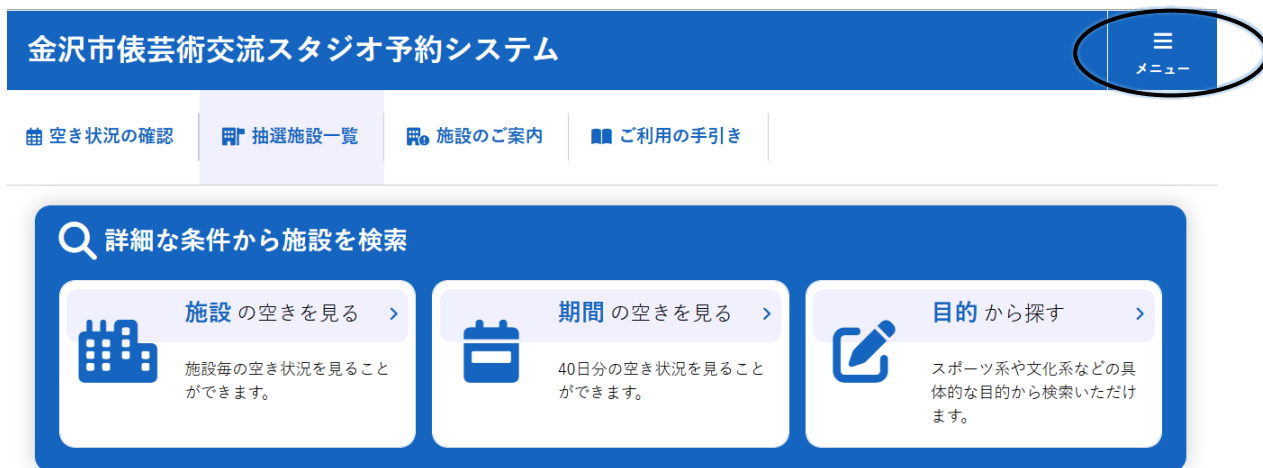 金沢市俵芸術交流スタジオ予約システム
メニュー
空き状況の確認
抽選施設一覧
施設のご案内
ご利用の手引き
詳細な条件から施設を検索
施設 の空きを見る
施設毎の空き状況を見ること
ができます。
期間 の空きを見る
40日分の空き状況を見ること
ができます。
目的 から探す
スポーツ系や文化系などの具
体的な目的から検索いただけ
ます。